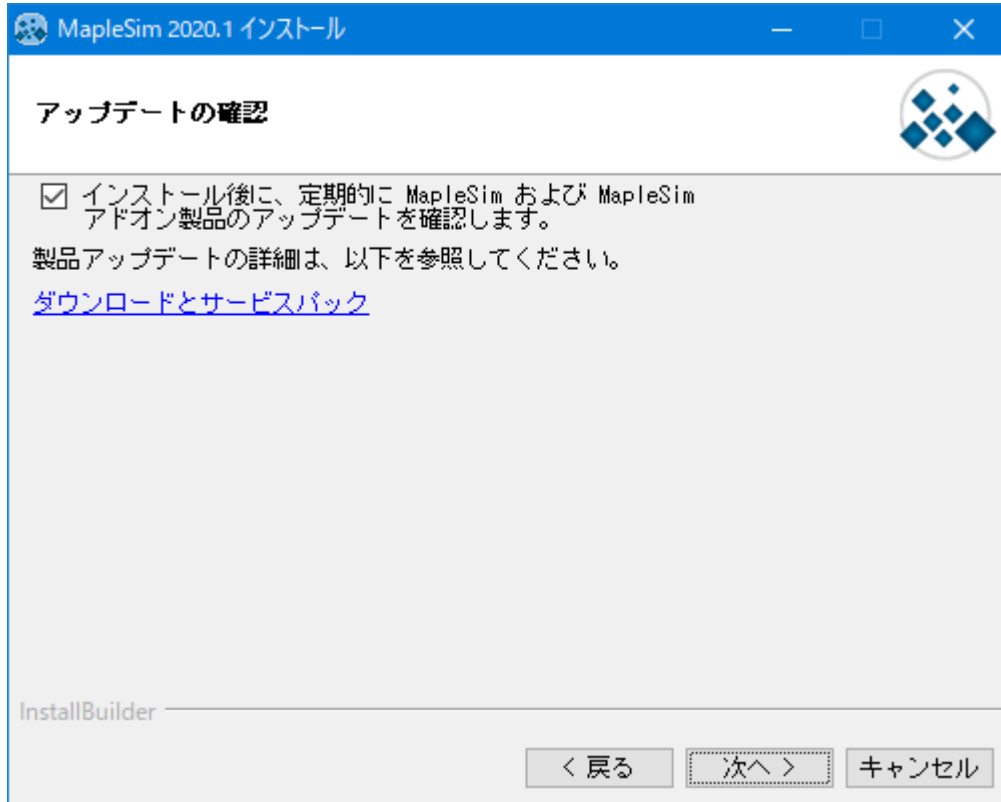 MapleSim 2020.1 インストール
アップデートの確認
インストール後に、定期的に MapleSim および MapleSim
アドオン製品のアップデートを確認します。
製品アップデートの詳細は、以下を参照してください。
ダウンロードとサービスパック
InstallBuilder
< 戻る 次へ > キャンセル